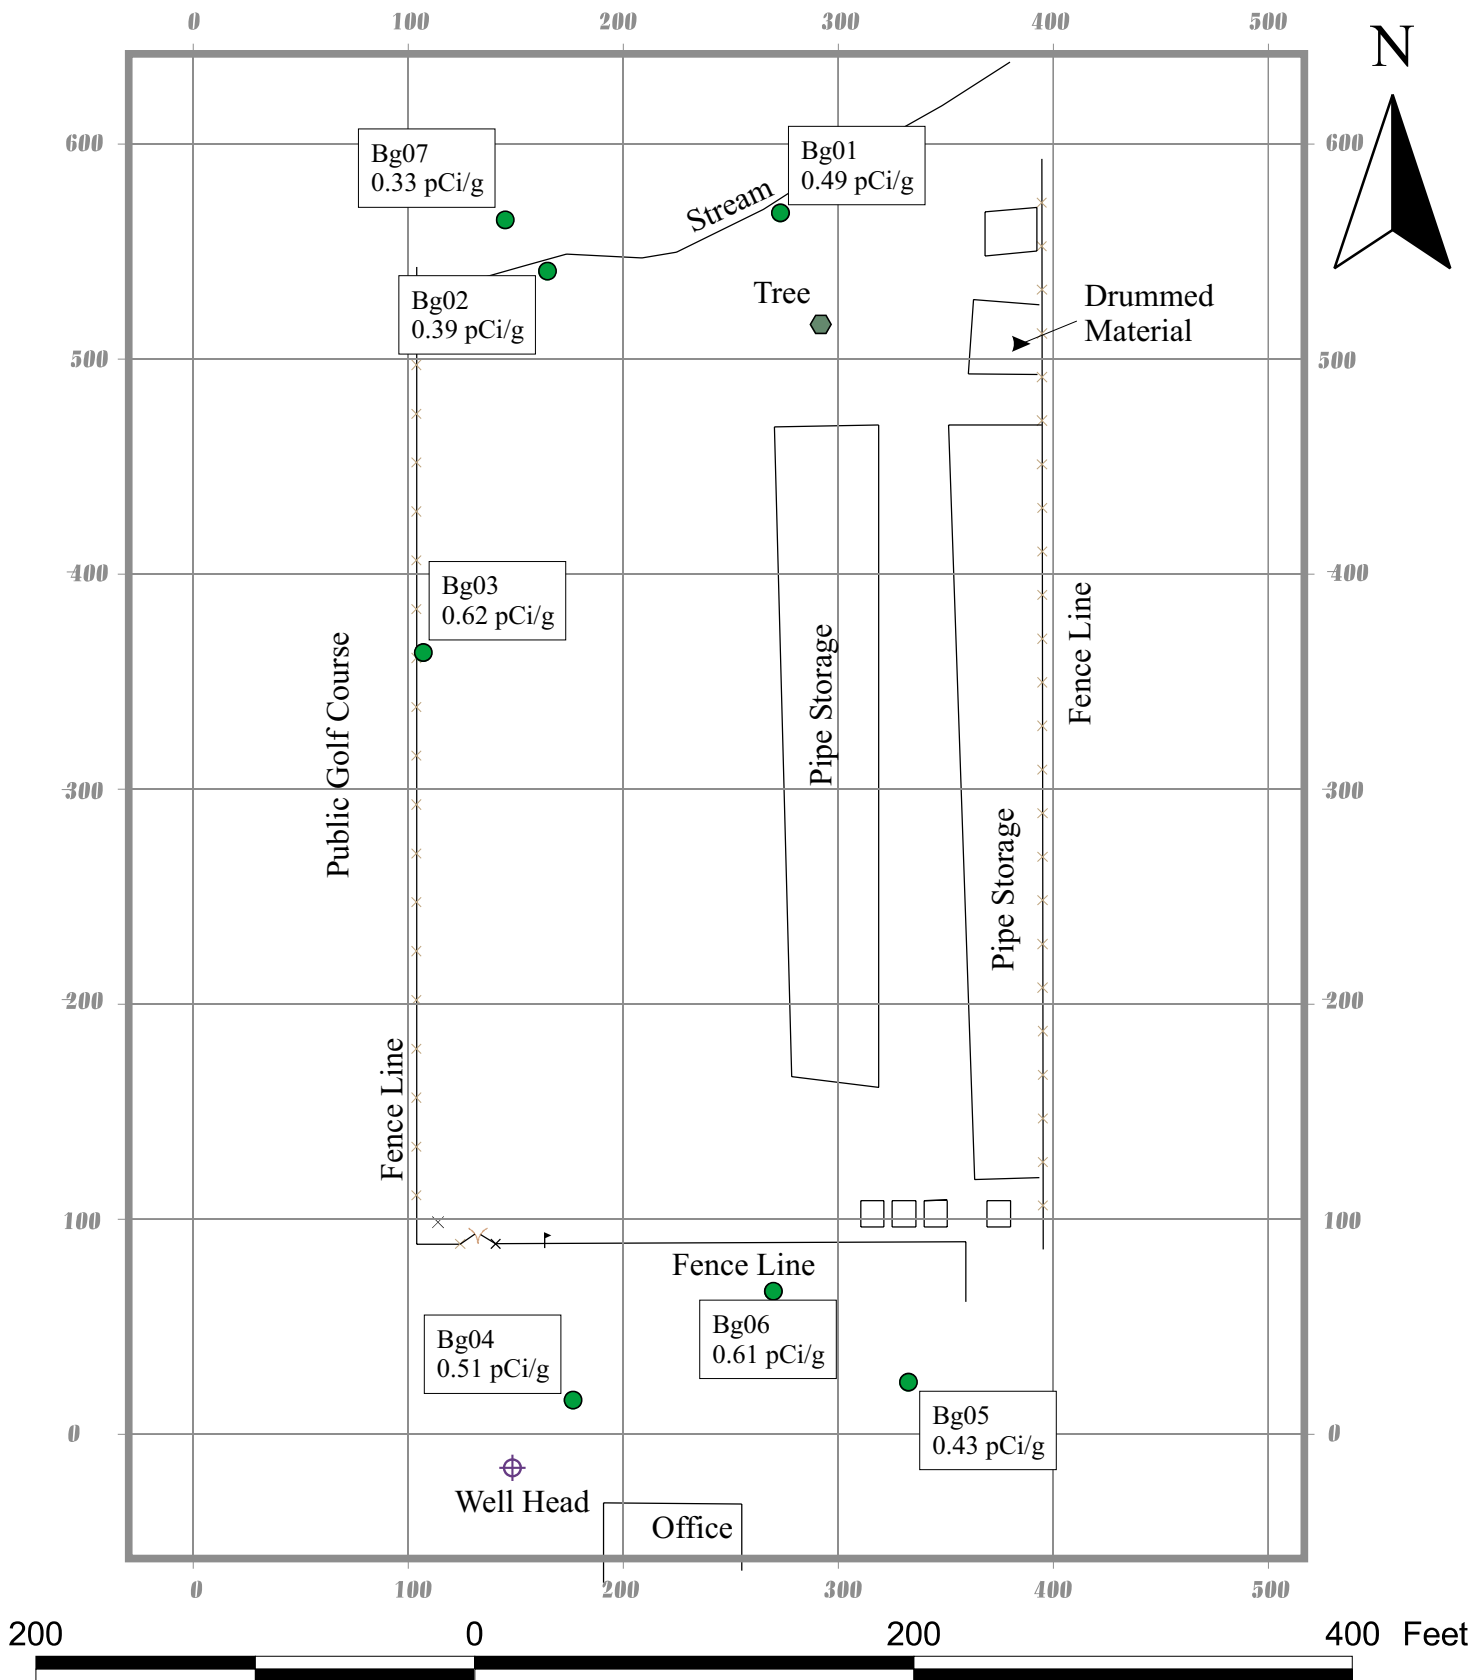 0 100 200 300 400 500
N
600 600
Bg07
0.33 pCi/g
Bg01
0.49 pCi/g
Stream
Bg02
0.39 pCi/g
Tree
Drummed
Material
500 500
400 400
Bg03
0.62 pCi/g
Public Golf Course
Pipe Storage
Fence Line
300 300
Pipe Storage
200 200
Fence Line
100 100
Fence Line
Bg04
0.51 pCi/g
Bg06
0.61 pCi/g
Bg05
0.43 pCi/g
0 0
Well Head
Office
0 100 200 300 400 500
200 0 200 400 Feet